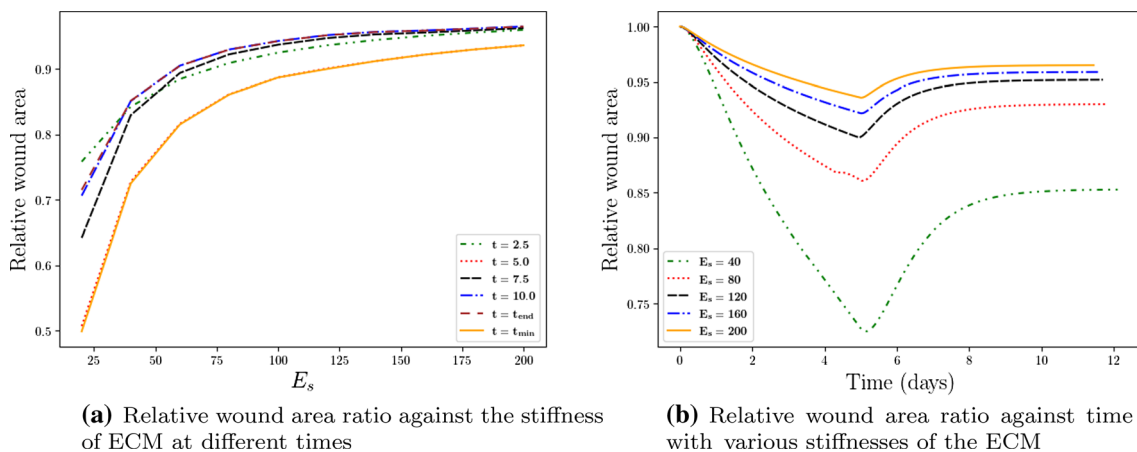 Relative wound area
0.9
0.8
0.7
0.6
0.5
25
50
75
100
125
150
175
200
E_s
t = 2.5
t = 5.0
t = 7.5
t = 10.0
t = t_end
t = t_min
(a) Relative wound area ratio against the stiffness
of ECM at different times
Relative wound area
1.00
0.95
0.90
0.85
0.80
0.75
0
2
4
6
8
10
12
Time (days)
E_s = 40
E_s = 80
E_s = 120
E_s = 160
E_s = 200
(b) Relative wound area ratio against time
with various stiffnesses of the ECM